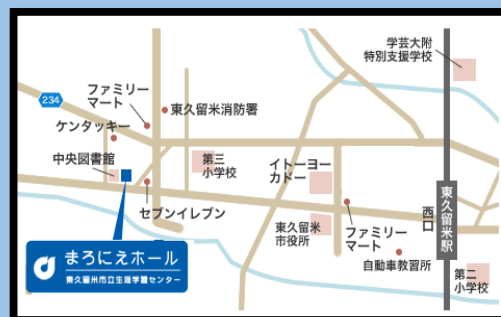 学芸大附
特別支援学校
234
ファミリー
マート
東久留米消防署
ケンタッキー
中央図書館
第三
小学校
イトーヨー
カドー
セブンイレブン
東久留米
市役所
ファミリー
マート
西口
東久留米駅
自動車教習所
第二
小学校
まろにえホール
東久留米市立生涯学習センター